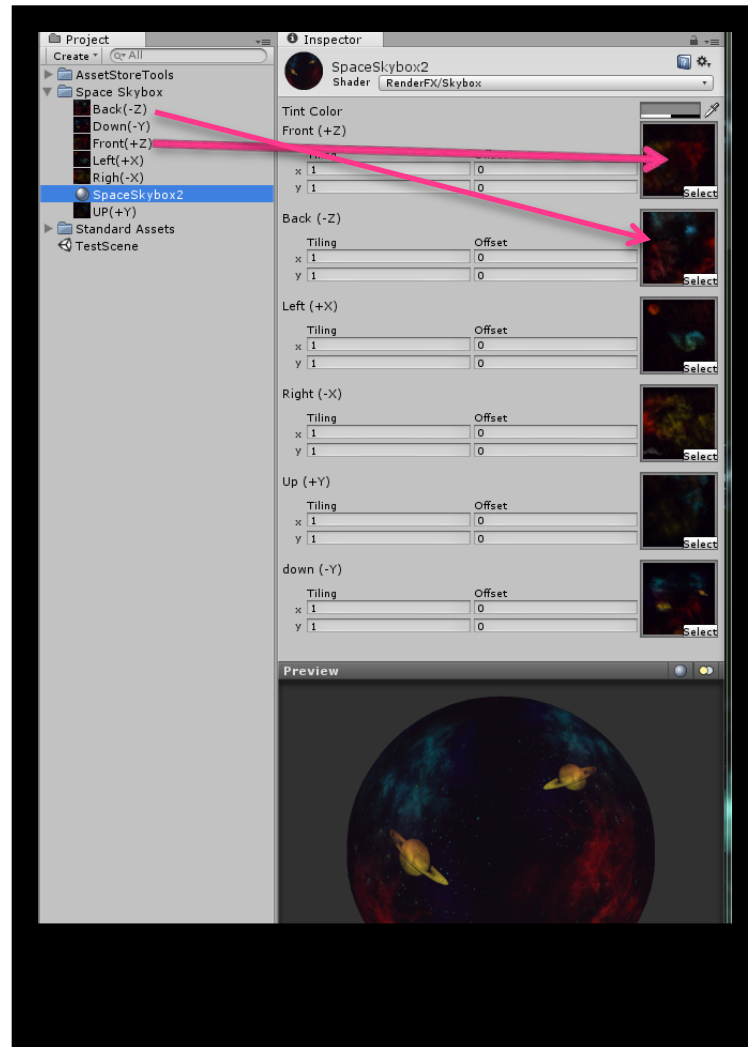 Project
Create
All
AssetStoreTools
Space Skybox
Back(-Z)
Down(-Y)
Front(+Z)
Left(+X)
Righ(-X)
SpaceSkybox2
UP(+Y)
Standard Assets
TestScene
Inspector
SpaceSkybox2
Shader RenderFX/Skybox
Tint Color
Front (+Z)
Tiling Offset
x 1 0
y 1 0
Select
Back (-Z)
Tiling Offset
x 1 0
y 1 0
Select
Left (+X)
Tiling Offset
x 1 0
y 1 0
Select
Right (-X)
Tiling Offset
x 1 0
y 1 0
Select
Up (+Y)
Tiling Offset
x 1 0
y 1 0
Select
down (-Y)
Tiling Offset
x 1 0
y 1 0
Select
Preview